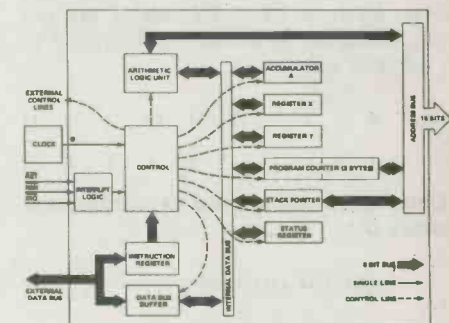 ARITHMETIC
LOGIC UNIT
ACCUMULATOR
A
EXTERNAL
CONTROL
LINES
REGISTER X
CLOCK
REGISTER Y
CONTROL
PROGRAM COUNTER (2 BYTES)
INTERRUPT
LOGIC
STACK POINTER
STATUS
REGISTER
INSTRUCTION
REGISTER
EXTERNAL
DATA BUS
DATA BUS
BUFFER
INTERNAL DATA BUS
ADDRESS BUS
16 BITS
8 BIT BUS
SINGLE LINE
CONTROL LINE